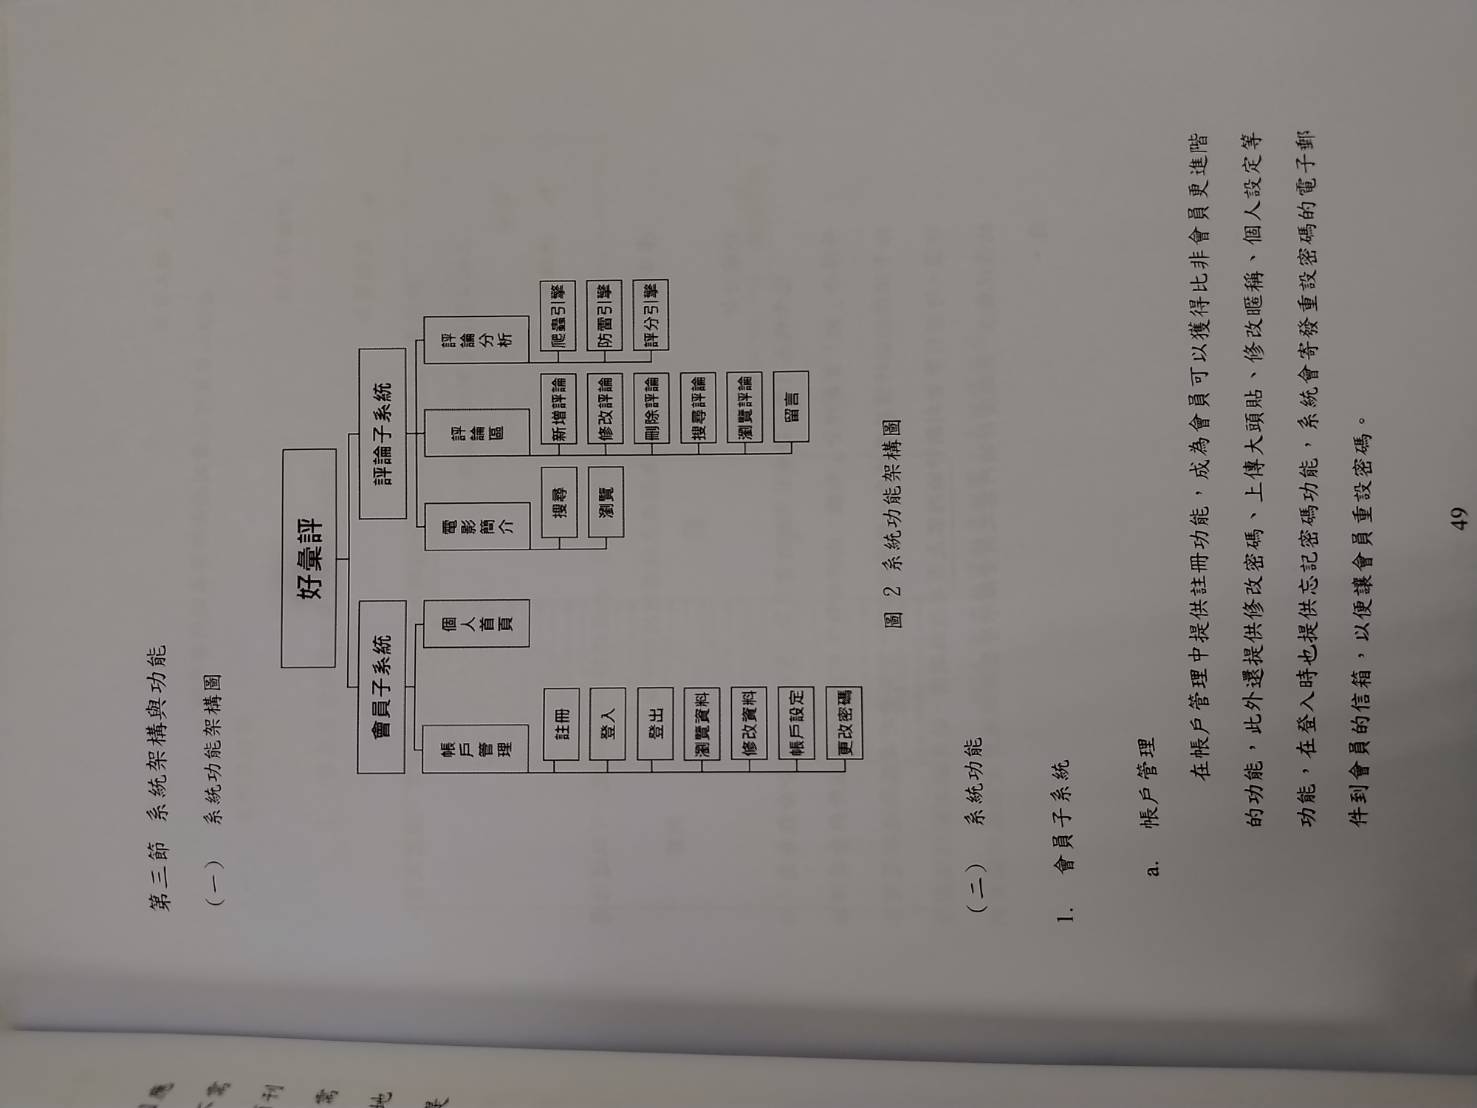 第三節 系統架構與功能
(一) 系統功能架構圖
好彙評
會員子系統
評論子系統
帳戶管理
個人首頁
電影簡介
評論區
評論分析
註冊
登入
登出
瀏覽資料
修改資料
帳戶設定
更改密碼
搜尋
瀏覽
新增評論
修改評論
刪除評論
搜尋評論
瀏覽評論
留言
爬蟲引擎
防雷引擎
評分引擎
圖 2 系統功能架構圖
(二) 系統功能
1. 會員子系統
a. 帳戶管理
在帳戶管理中提供註冊功能，成為會員可以獲得比非會員更進階
的功能，此外還提供修改密碼、上傳大頭貼、修改暱稱、個人設定等
功能，在登入時也提供忘記密碼功能，系統會寄發重設密碼的電子郵
件到會員的信箱，以便讓會員重設密碼。
49